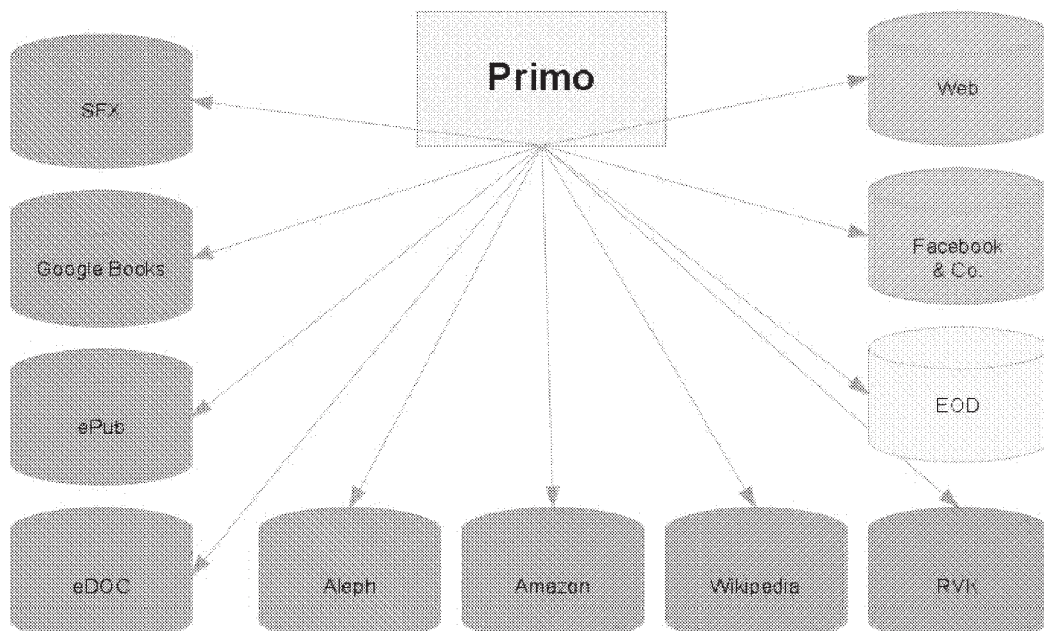 Primo
SFX
Web
Google Books
Facebook
& Co.
ePub
EOD
eDOC
Aleph
Amazon
Wikipedia
RVK